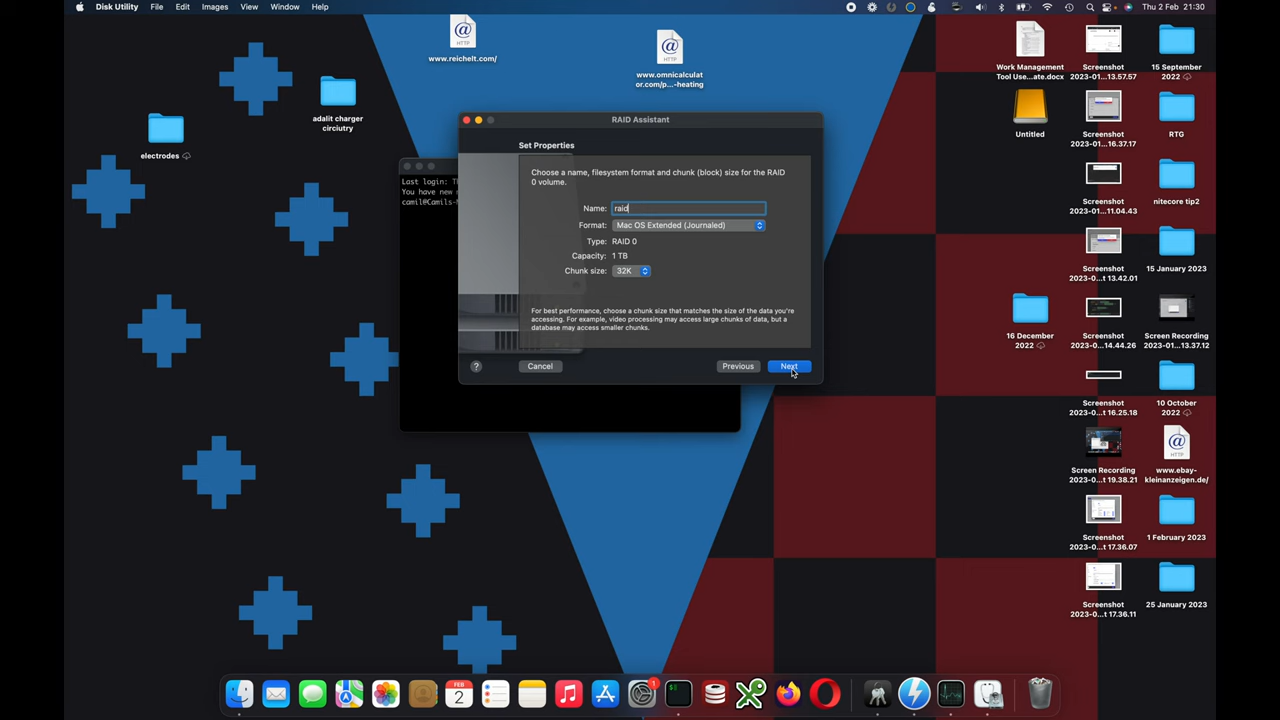 Disk Utility File Edit Images View Window Help
Thu 2 Feb 21:30
HTTP
www.reichelt.com/
HTTP
www.omnicalculat
or.com/p...-heating
adalit charger
circiutry
electrodes
Work Management
Tool Use...ate.docx
Screenshot
2023-01...13.57.57
15 September
2022
Untitled
Screenshot
2023-01...16.37.17
RTG
Screenshot
2023-01...11.04.43
nitecore tip2
Screenshot
2023-0...t 13.42.01
15 January 2023
16 December
2022
Screenshot
2023-0...14.44.26
Screen Recording
2023-01...13.37.12
Screenshot
2023-0...t 16.25.18
10 October
2022
Screen Recording
2023-0...t 19.38.21
HTTP
www.ebay-
kleinanzeigen.de/
Screenshot
2023-0...t 17.36.07
1 February 2023
Screenshot
2023-0...t 17.36.11
25 January 2023
Last login: T
You have new
camil@Camils-
RAID Assistant
Set Properties
Choose a name, filesystem format and chunk (block) size for the RAID
0 volume.
Name: raid
Format: Mac OS Extended (Journaled)
Type: RAID 0
Capacity: 1 TB
Chunk size: 32K
For best performance, choose a chunk size that matches the size of the data you're
accessing. For example, video processing may access large chunks of data, but a
database may access smaller chunks.
? Cancel Previous Next
FEB
2
1